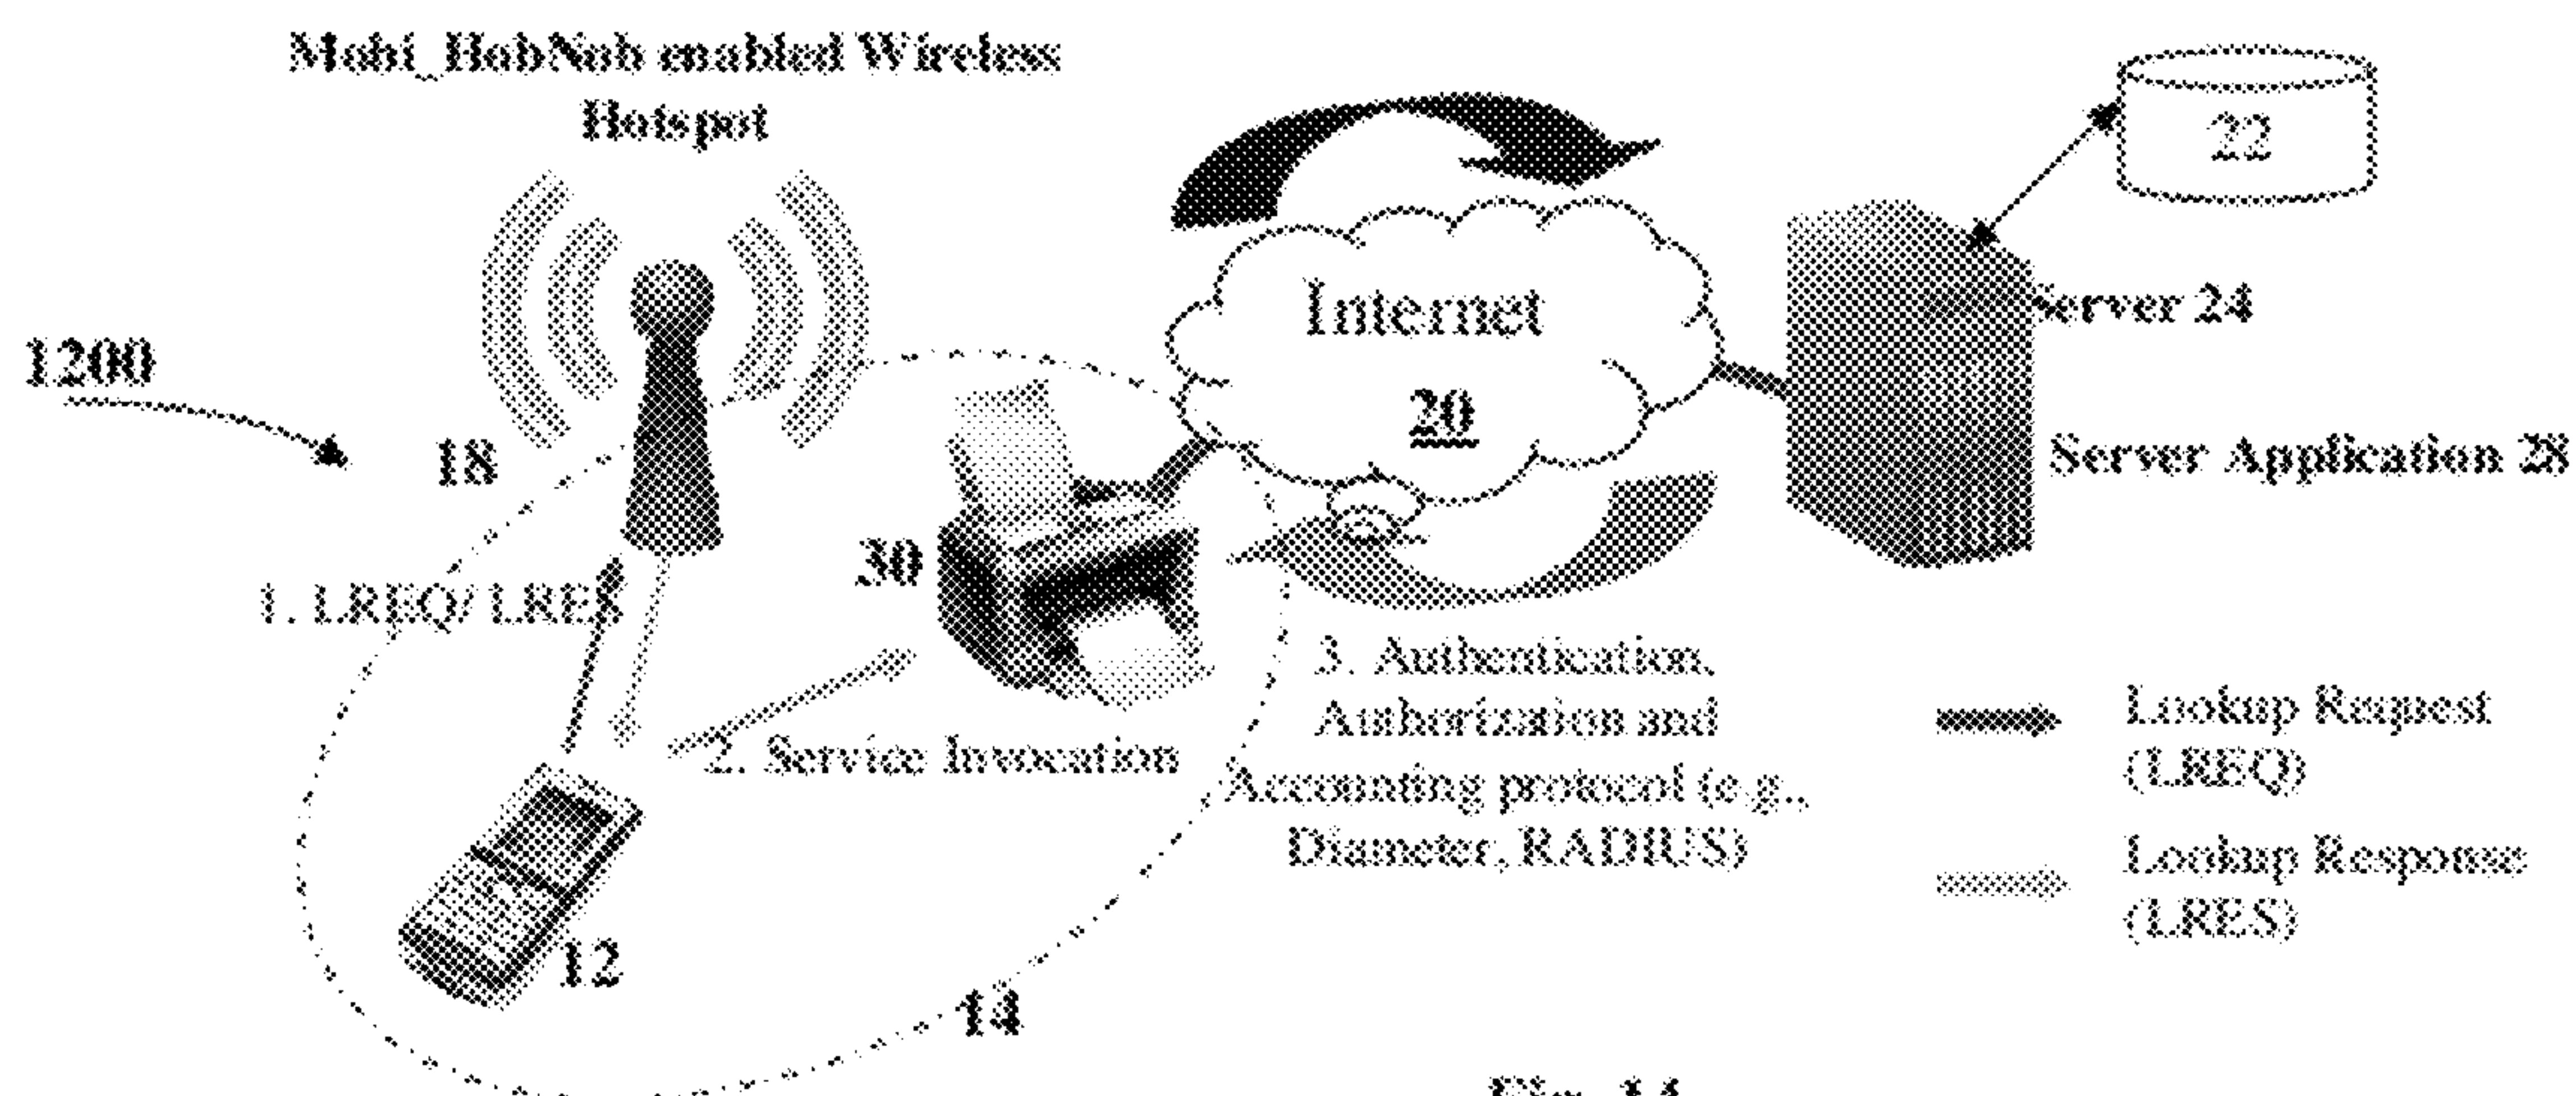 Mobi_HobNob enabled Wireless
Hotspot
22
Internet
Server 24
1200
20
18
Server Application 28
30
1. LREQ/ LRES
3. Authentication,
Authorization and
Accounting protocol (e.g.,
Diameter, RADIUS)
2. Service Invocation
Lookup Request
(LREQ)
Lookup Response
(LRES)
12
14